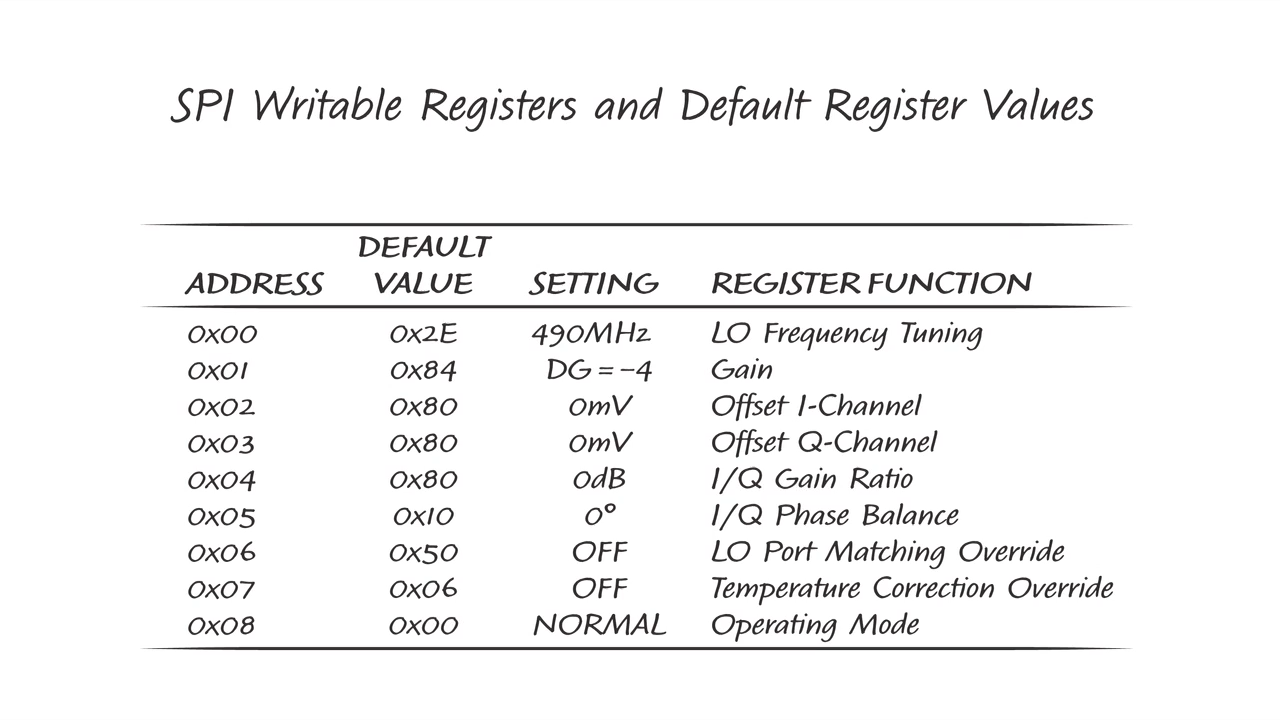 SPI Writable Registers and Default Register Values
ADDRESS DEFAULT VALUE SETTING REGISTER FUNCTION
0x00 0x2E 490MHz LO Frequency Tuning
0x01 0x84 DG = −4 Gain
0x02 0x80 0mV Offset I-Channel
0x03 0x80 0mV Offset Q-Channel
0x04 0x80 0dB I/Q Gain Ratio
0x05 0x10 0° I/Q Phase Balance
0x06 0x50 OFF LO Port Matching Override
0x07 0x06 OFF Temperature Correction Override
0x08 0x00 NORMAL Operating Mode